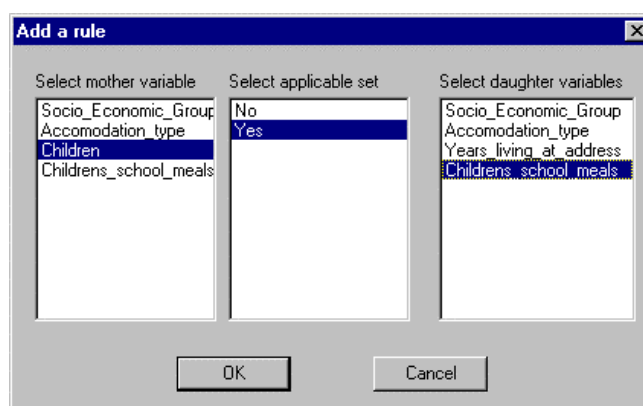 Add a rule
Select mother variable
Socio_Economic_Group
Accomodation_type
Children
Childrens_school_meals
Select applicable set
No
Yes
Select daughter variables
Socio_Economic_Group
Accomodation_type
Years_living_at_address
Childrens_school_meals
OK
Cancel